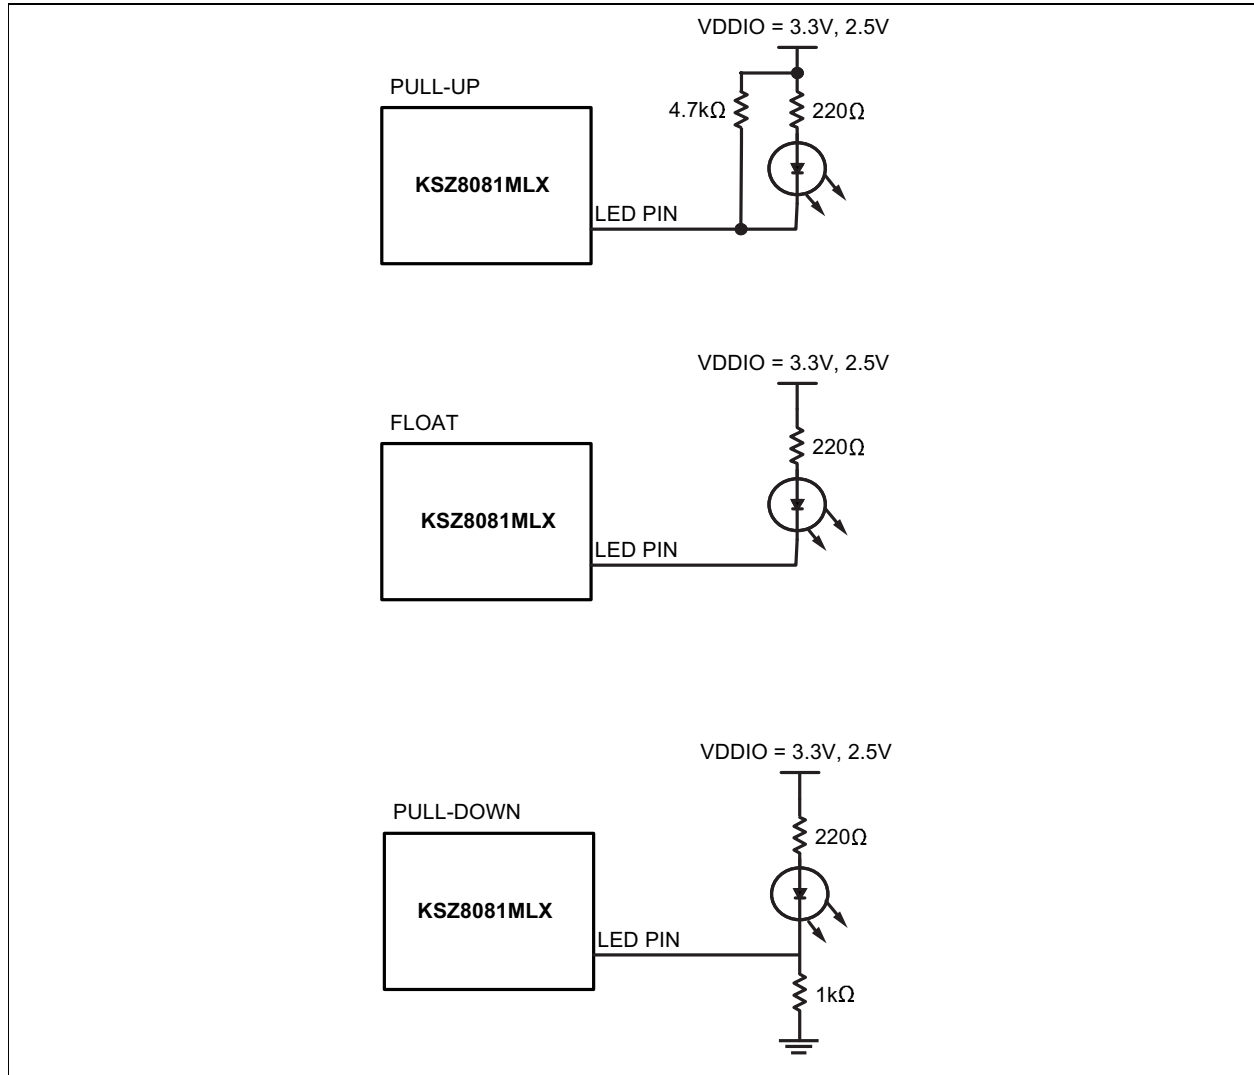 VDDIO = 3.3V, 2.5V
PULL-UP
4.7kΩ
220Ω
KSZ8081MLX
LED PIN
VDDIO = 3.3V, 2.5V
FLOAT
220Ω
KSZ8081MLX
LED PIN
VDDIO = 3.3V, 2.5V
PULL-DOWN
220Ω
KSZ8081MLX
LED PIN
1kΩ